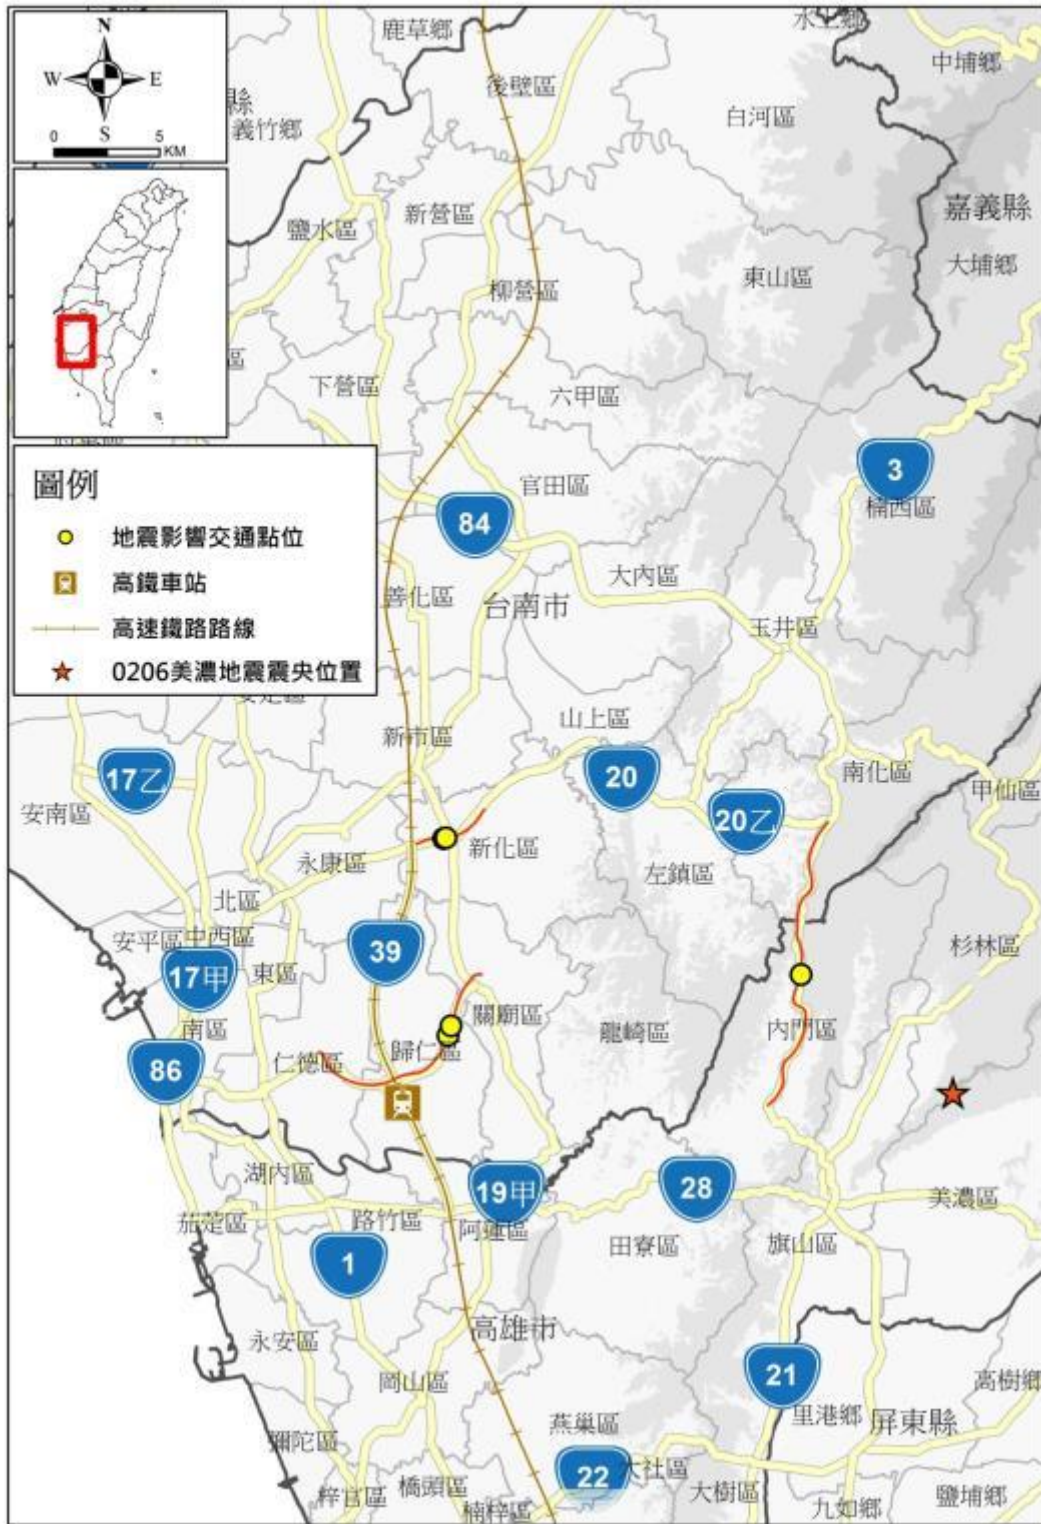 N
W E
S
0 5
KM
鹿草鄉
水上鄉
中埔鄉
後壁區
縣
義竹鄉
白河區
嘉義縣
新營區
鹽水區
大埔鄉
東山區
柳營區
區
下營區
六甲區
3
圖例
官田區
楠西區
84
地震影響交通點位
高鐵車站
大內區
善化區
台南市
高速鐵路路線
玉井區
0206美濃地震震央位置
山上區
新市區
17乙
20
南化區
甲仙區
安南區
20乙
新化區
永康區
左鎮區
北區
安平區
中西區
39
杉林區
17甲
東區
關廟區
南區
龍崎區
內門區
歸仁區
仁德區
86
湖內區
19甲
28
美濃區
茄萣區
路竹區
阿蓮區
田寮區
旗山區
1
高雄市
永安區
21
岡山區
高樹鄉
里港鄉
屏東縣
燕巢區
彌陀區
22
大社區
橋頭區
大樹區
梓官區
鹽埔鄉
楠梓區
九如鄉